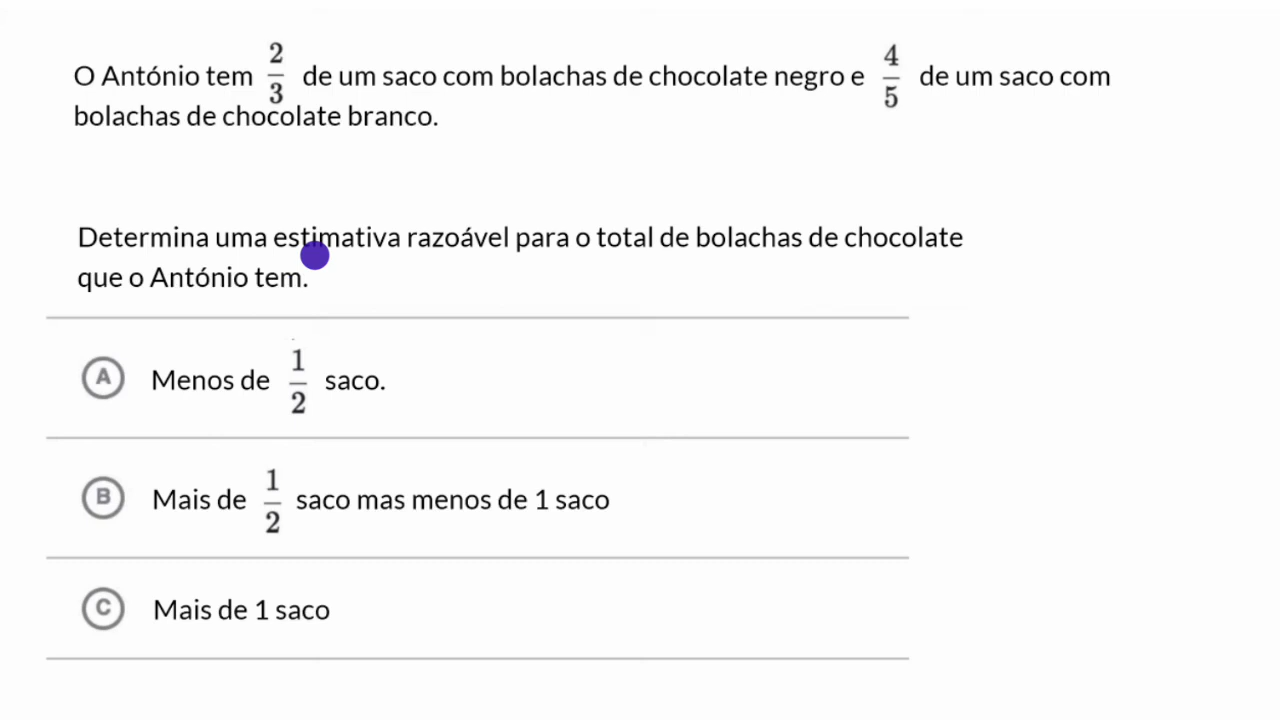 O António tem 2/3 de um saco com bolachas de chocolate negro e 4/5 de um saco com
bolachas de chocolate branco.
Determina uma estimativa razoável para o total de bolachas de chocolate
que o António tem.
A Menos de 1/2 saco.
B Mais de 1/2 saco mas menos de 1 saco
C Mais de 1 saco